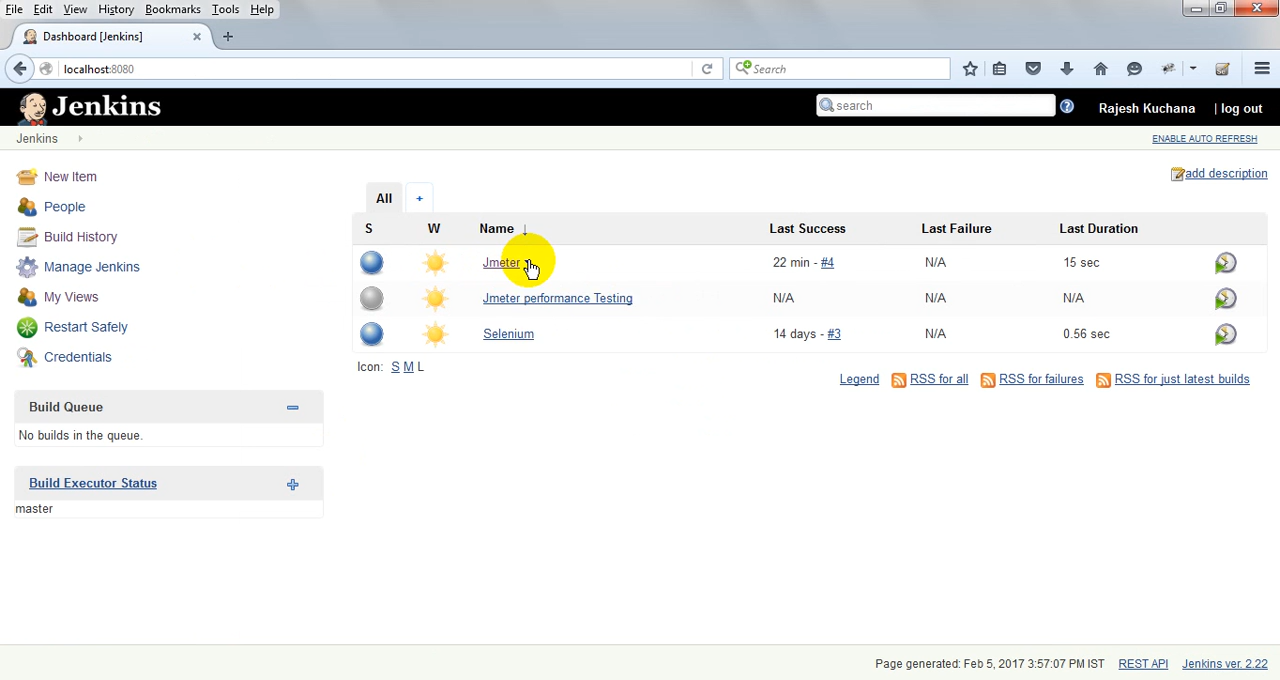 File Edit View History Bookmarks Tools Help
Dashboard [Jenkins] × +
localhost:8080 Search
Jenkins search Rajesh Kuchana | log out
Jenkins ENABLE AUTO REFRESH
New Item
People
Build History
Manage Jenkins
My Views
Restart Safely
Credentials
Build Queue
No builds in the queue.
Build Executor Status
master
add description
All +
S W Name ↓ Last Success Last Failure Last Duration
Jmeter 22 min - #4 N/A 15 sec
Jmeter performance Testing N/A N/A N/A
Selenium 14 days - #3 N/A 0.56 sec
Icon: S M L
Legend RSS for all RSS for failures RSS for just latest builds
Page generated: Feb 5, 2017 3:57:07 PM IST REST API Jenkins ver. 2.22